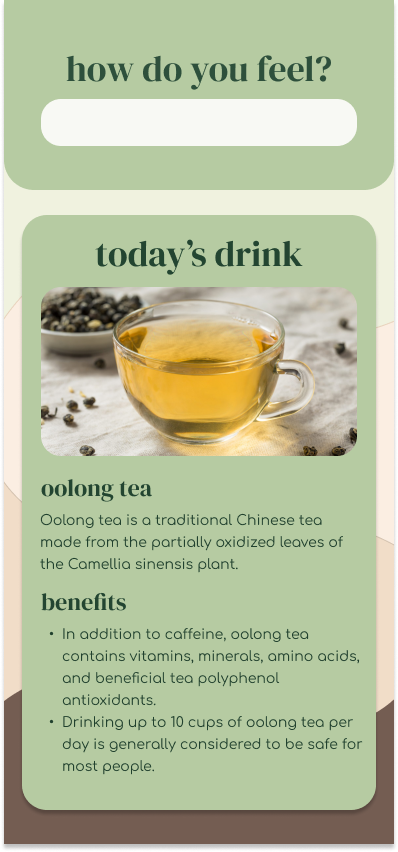 how do you feel?
today's drink
oolong tea
Oolong tea is a traditional Chinese tea
made from the partially oxidized leaves of
the Camellia sinensis plant.
benefits
• In addition to caffeine, oolong tea
contains vitamins, minerals, amino acids,
and beneficial tea polyphenol
antioxidants.
• Drinking up to 10 cups of oolong tea per
day is generally considered to be safe for
most people.